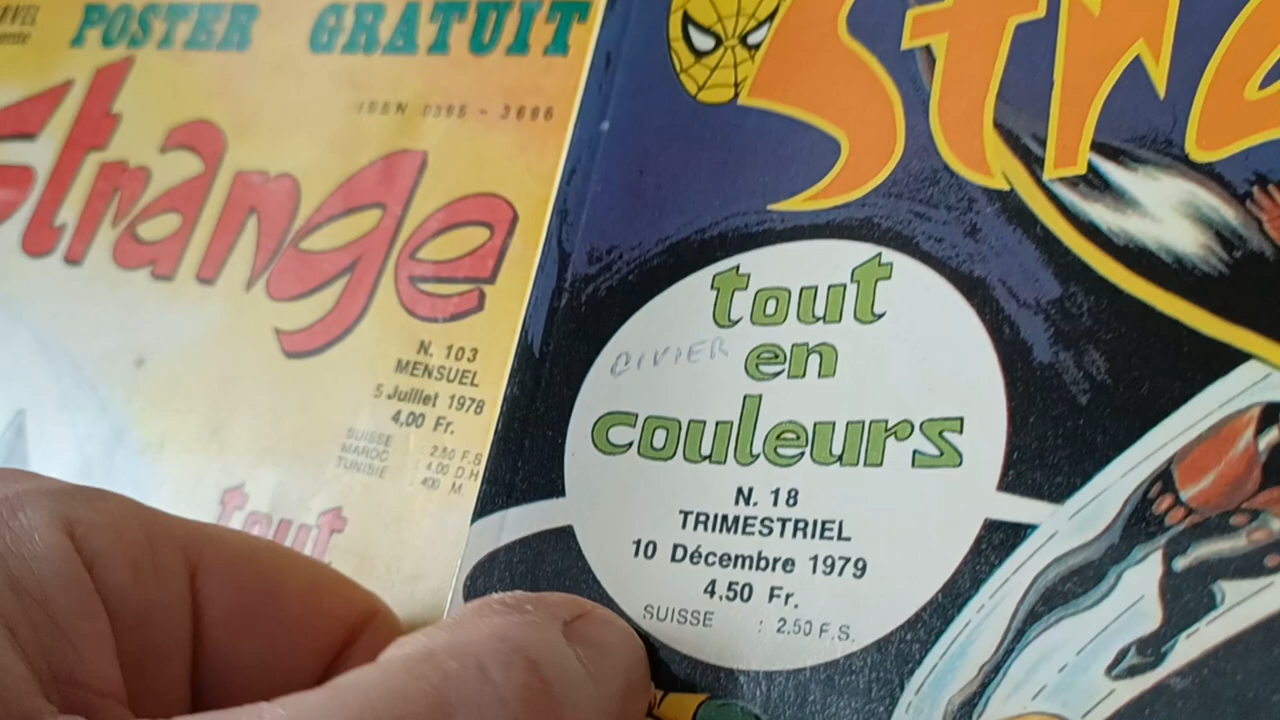 POSTER GRATUIT
ISSN 0395 - 3696
Strange
N. 103
MENSUEL
5 Juillet 1978
4,00 Fr.
SUISSE : 2,50 F.S
MAROC : 4,00 D.H
TUNISIE : 400 M.
tout
Stra
tout
en
couleurs
N. 18
TRIMESTRIEL
10 Décembre 1979
4,50 Fr.
SUISSE : 2,50 F.S.